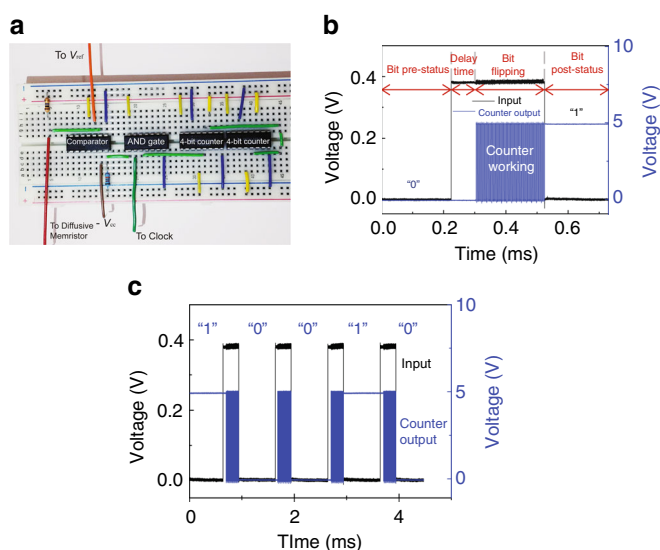 a
To Vref
Comparator
AND gate
4-bit counter
4-bit counter
To Diffusive
Memristor
- Vcc
To Clock
b
Bit pre-status
Delay
time
Bit
flipping
Bit
post-status
Input
Counter output
"0"
Counter
working
"1"
Voltage (V)
0.4
0.2
0.0
10
5
0
Voltage (V)
0.0 0.2 0.4 0.6
Time (ms)
c
"1" "0" "0" "1" "0"
Input
Counter
output
Voltage (V)
0.4
0.2
0.0
10
5
0
Voltage (V)
0 2 4
TIme (ms)